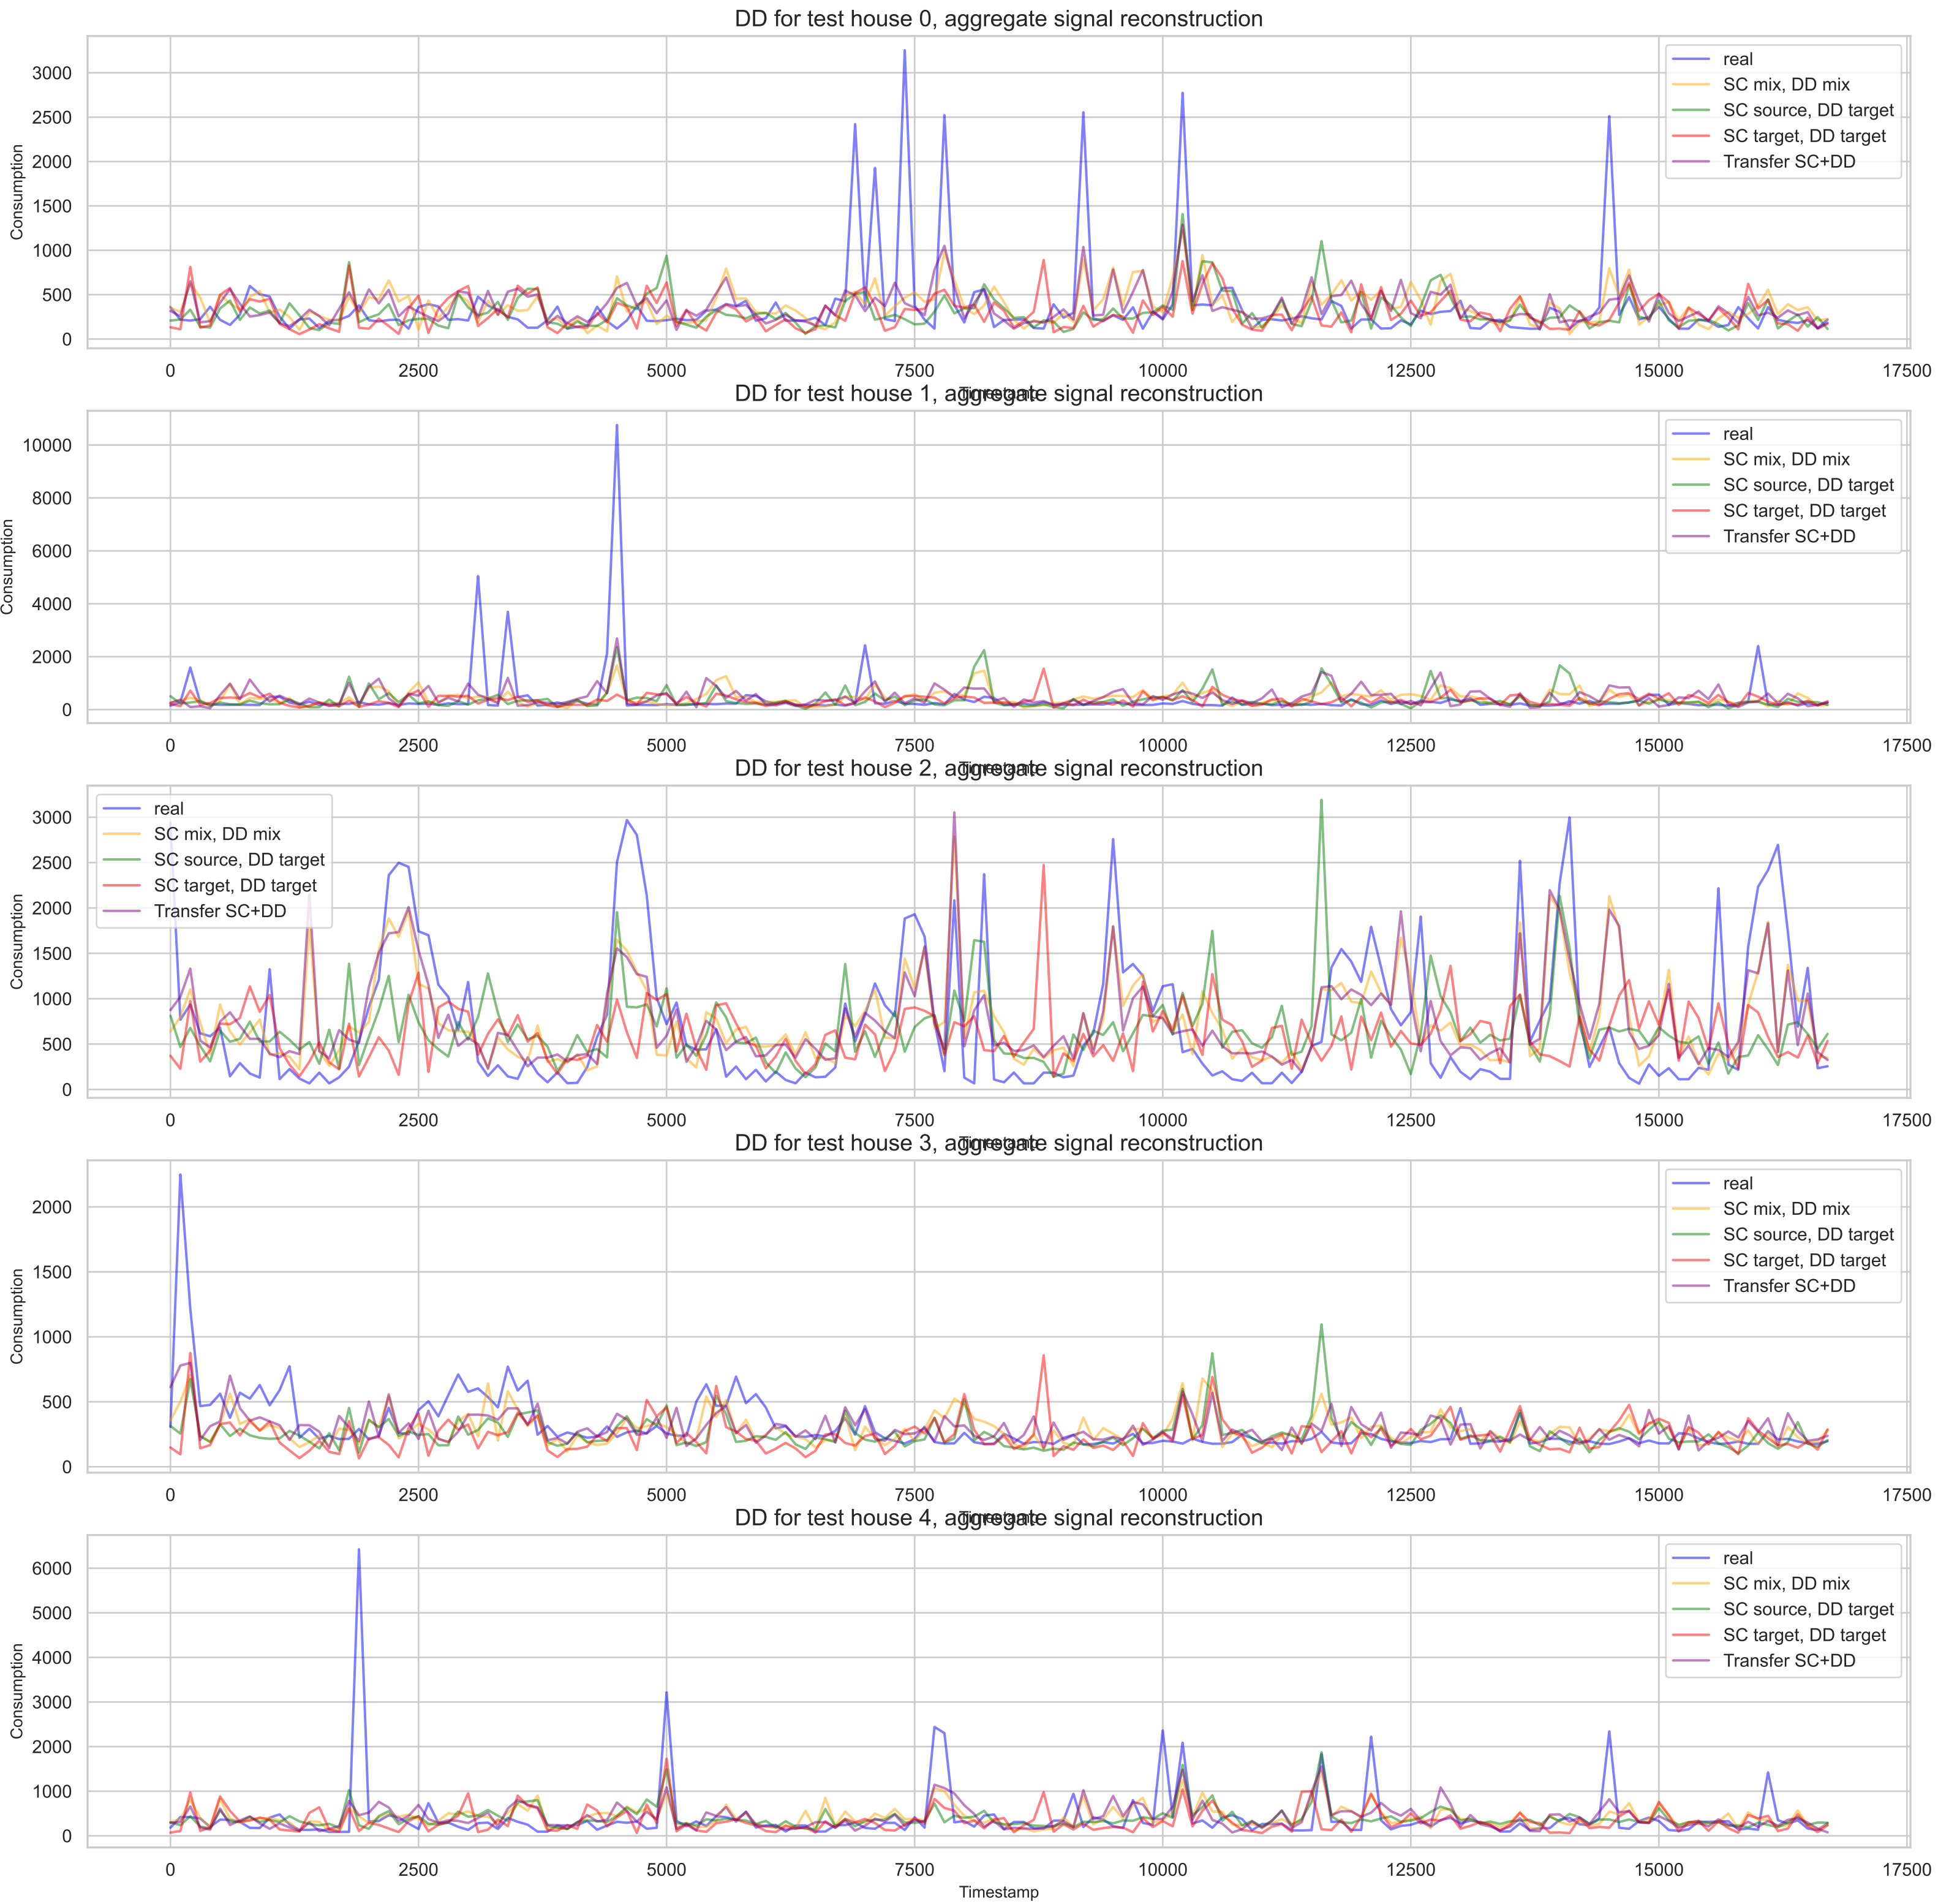 DD for test house 0, aggregate signal reconstruction
3000
2500
2000
1500
1000
500
0
Consumption
real
SC mix, DD mix
SC source, DD target
SC target, DD target
Transfer SC+DD
0 2500 5000 7500 10000 12500 15000 17500
Timestamp
DD for test house 1, aggregate signal reconstruction
10000
8000
6000
4000
2000
0
Consumption
real
SC mix, DD mix
SC source, DD target
SC target, DD target
Transfer SC+DD
0 2500 5000 7500 10000 12500 15000 17500
Timestamp
DD for test house 2, aggregate signal reconstruction
3000
2500
2000
1500
1000
500
0
Consumption
real
SC mix, DD mix
SC source, DD target
SC target, DD target
Transfer SC+DD
0 2500 5000 7500 10000 12500 15000 17500
Timestamp
DD for test house 3, aggregate signal reconstruction
2000
1500
1000
500
0
Consumption
real
SC mix, DD mix
SC source, DD target
SC target, DD target
Transfer SC+DD
0 2500 5000 7500 10000 12500 15000 17500
Timestamp
DD for test house 4, aggregate signal reconstruction
6000
5000
4000
3000
2000
1000
0
Consumption
real
SC mix, DD mix
SC source, DD target
SC target, DD target
Transfer SC+DD
0 2500 5000 7500 10000 12500 15000 17500
Timestamp